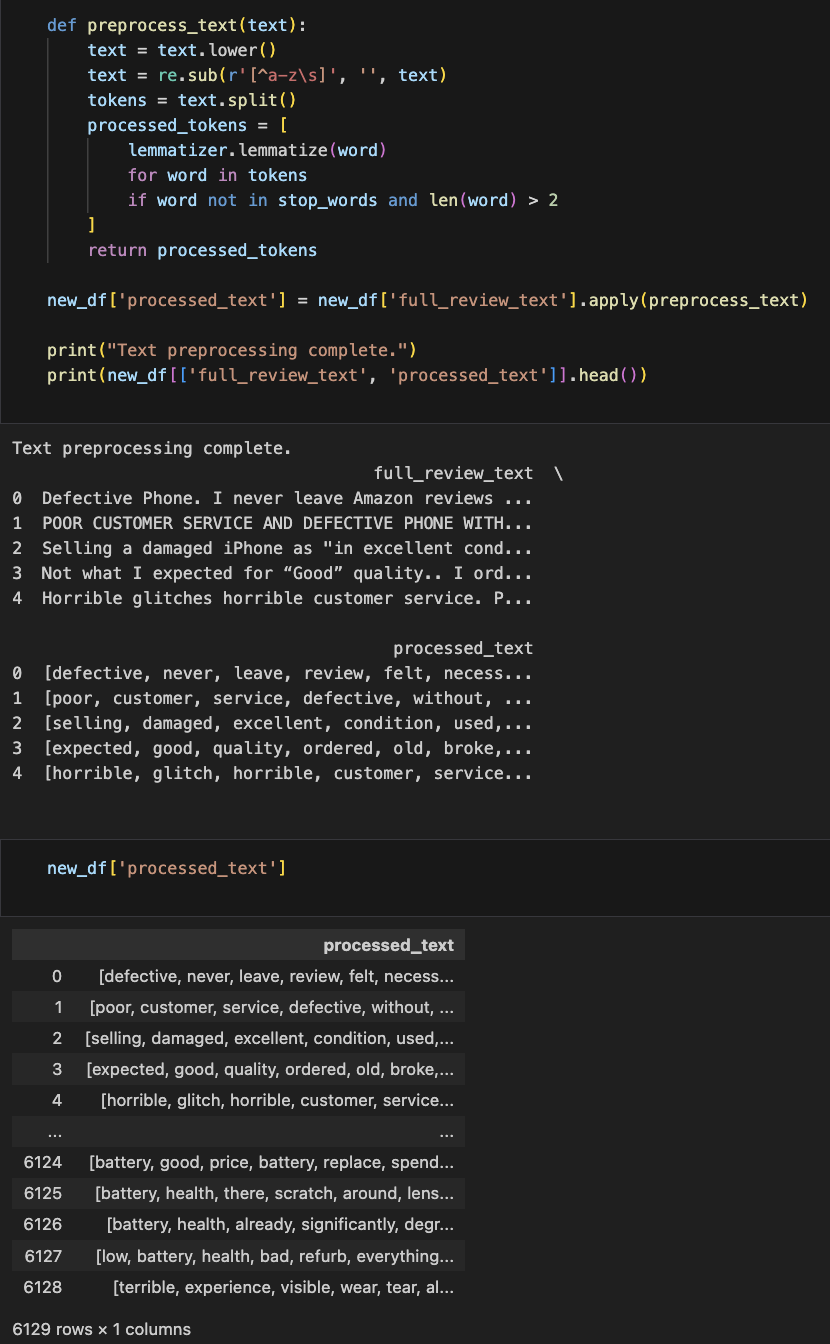 def preprocess_text(text):
    text = text.lower()
    text = re.sub(r'[^a-z\s]', '', text)
    tokens = text.split()
    processed_tokens = [
        lemmatizer.lemmatize(word)
        for word in tokens
        if word not in stop_words and len(word) > 2
    ]
    return processed_tokens

new_df['processed_text'] = new_df['full_review_text'].apply(preprocess_text)

print("Text preprocessing complete.")
print(new_df[['full_review_text', 'processed_text']].head())

Text preprocessing complete.
                                    full_review_text  \
0  Defective Phone. I never leave Amazon reviews ...
1  POOR CUSTOMER SERVICE AND DEFECTIVE PHONE WITH...
2  Selling a damaged iPhone as "in excellent cond...
3  Not what I expected for “Good” quality.. I ord...
4  Horrible glitches horrible customer service. P...

                                      processed_text
0  [defective, never, leave, review, felt, necess...
1  [poor, customer, service, defective, without, ...
2  [selling, damaged, excellent, condition, used,...
3  [expected, good, quality, ordered, old, broke,...
4  [horrible, glitch, horrible, customer, service...

new_df['processed_text']

processed_text
0 [defective, never, leave, review, felt, necess...
1 [poor, customer, service, defective, without, ...
2 [selling, damaged, excellent, condition, used,...
3 [expected, good, quality, ordered, old, broke,...
4 [horrible, glitch, horrible, customer, service...
... ...
6124 [battery, good, price, battery, replace, spend...
6125 [battery, health, there, scratch, around, lens...
6126 [battery, health, already, significantly, degr...
6127 [low, battery, health, bad, refurb, everything...
6128 [terrible, experience, visible, wear, tear, al...
6129 rows × 1 columns